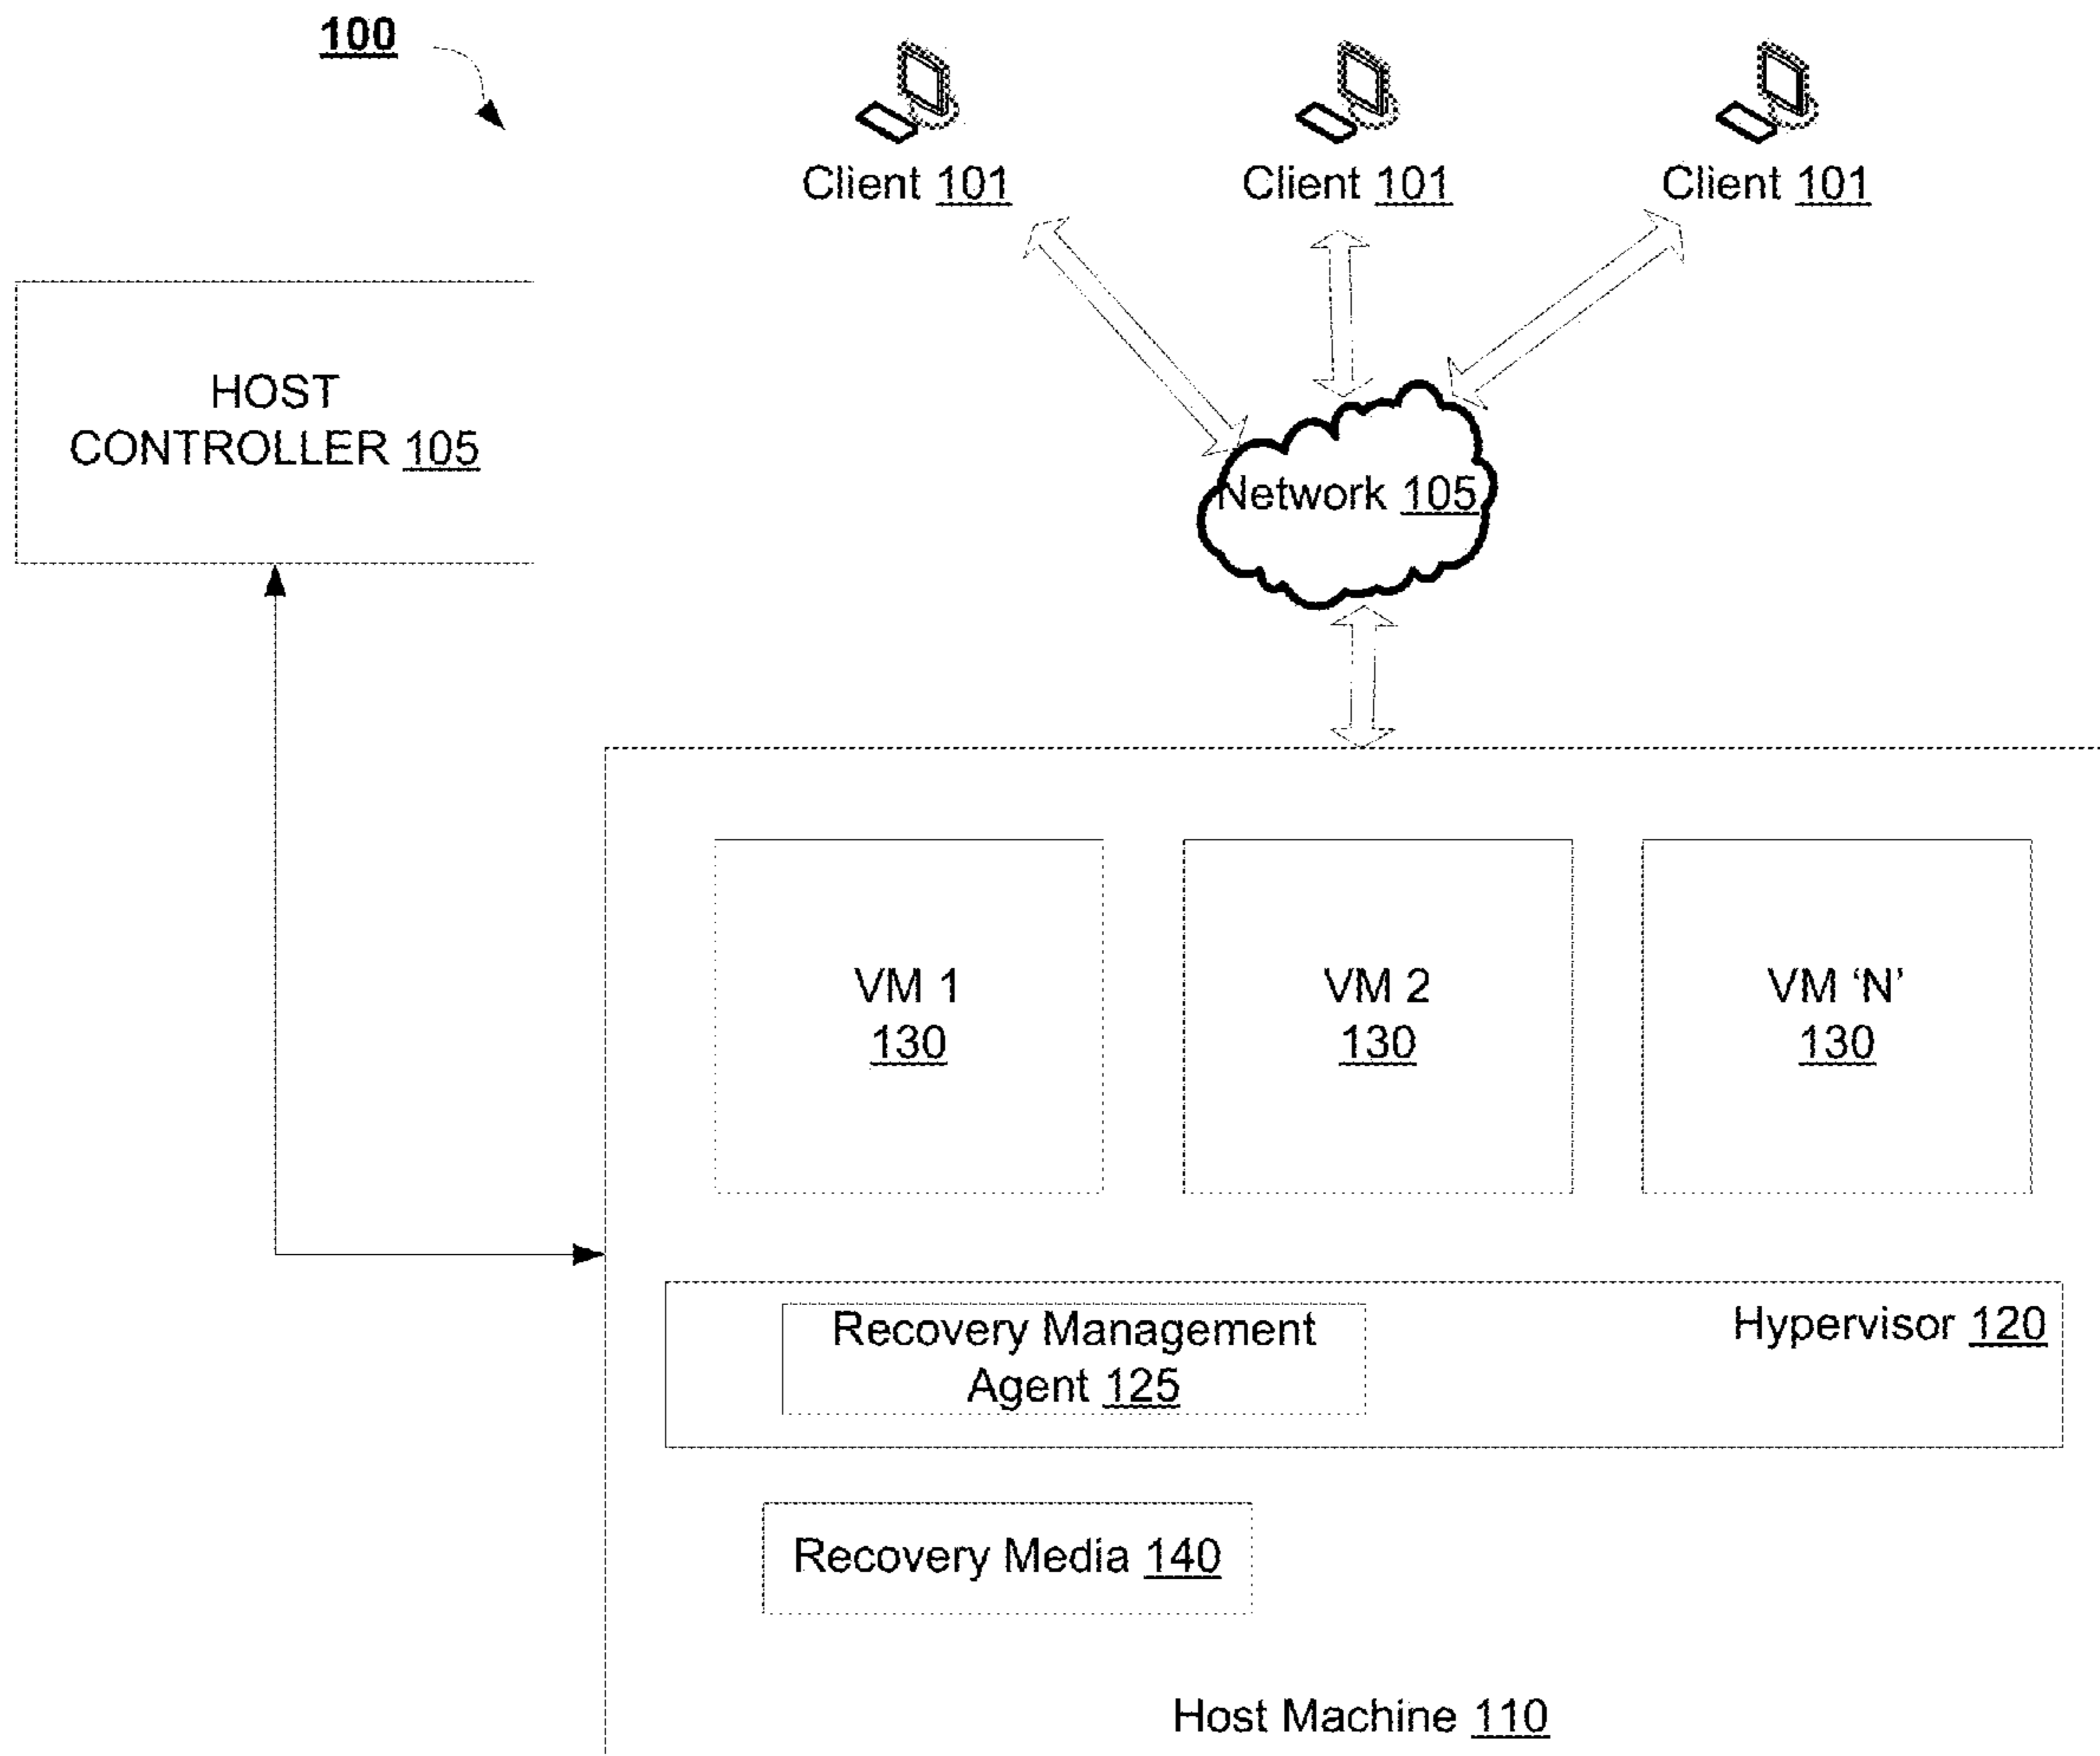 100
Client 101
Client 101
Client 101
HOST
CONTROLLER 105
Network 105
VM 1
130
VM 2
130
VM ‘N’
130
Recovery Management
Agent 125
Hypervisor 120
Recovery Media 140
Host Machine 110